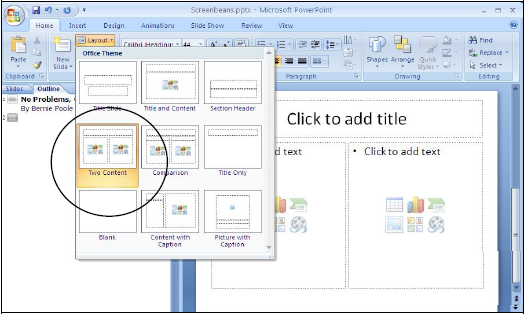 Screenbeans.pptx - Microsoft PowerPoint
Home Insert Design Animations Slide Show Review View
Paste
Clipboard
New Slide
Layout
Calibri (Headings) 44
Paragraph
Shapes Arrange Quick Styles
Drawing
Find
Replace
Select
Editing
Slides Outline
1 No Problems,
By Bernie Poole
2
Office Theme
Title Slide Title and Content Section Header
Two Content Comparison Title Only
Blank Content with Caption Picture with Caption
Click to add title
add text
• Click to add text